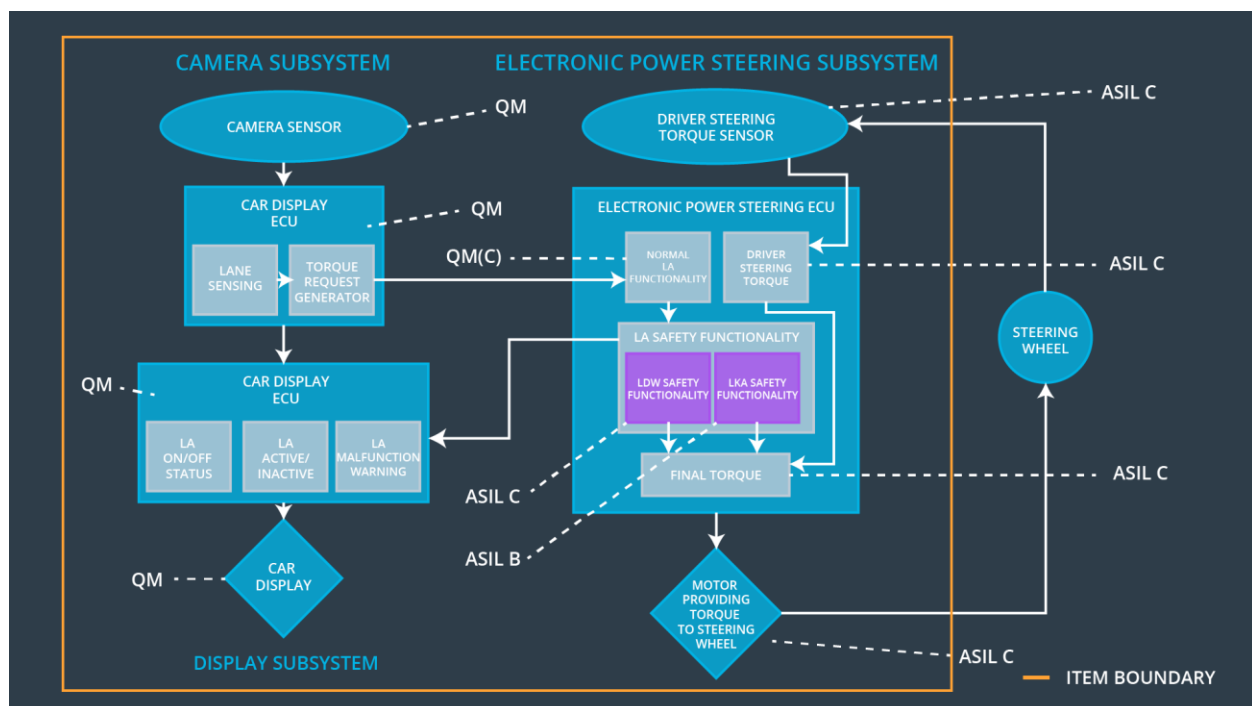 CAMERA SUBSYSTEM
ELECTRONIC POWER STEERING SUBSYSTEM
CAMERA SENSOR
QM
DRIVER STEERING
TORQUE SENSOR
ASIL C
CAR DISPLAY
ECU
QM
LANE
SENSING
TORQUE
REQUEST
GENERATOR
ELECTRONIC POWER STEERING ECU
QM(C)
NORMAL
LA
FUNCTIONALITY
DRIVER
STEERING
TORQUE
ASIL C
LA SAFETY FUNCTIONALITY
LDW SAFETY
FUNCTIONALITY
LKA SAFETY
FUNCTIONALITY
STEERING
WHEEL
QM
CAR DISPLAY
ECU
LA
ON/OFF
STATUS
LA
ACTIVE/
INACTIVE
LA
MALFUNCTION
WARNING
FINAL TORQUE
ASIL C
ASIL C
ASIL B
QM
CAR
DISPLAY
MOTOR
PROVIDING
TORQUE
TO STEERING
WHEEL
ASIL C
DISPLAY SUBSYSTEM
ITEM BOUNDARY